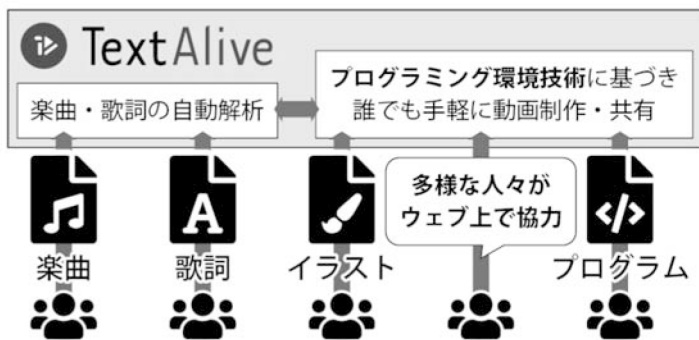 TextAlive
楽曲・歌詞の自動解析
プログラミング環境技術に基づき
誰でも手軽に動画制作・共有
多様な人々が
ウェブ上で協力
A
</>
楽曲
歌詞
イラスト
プログラム